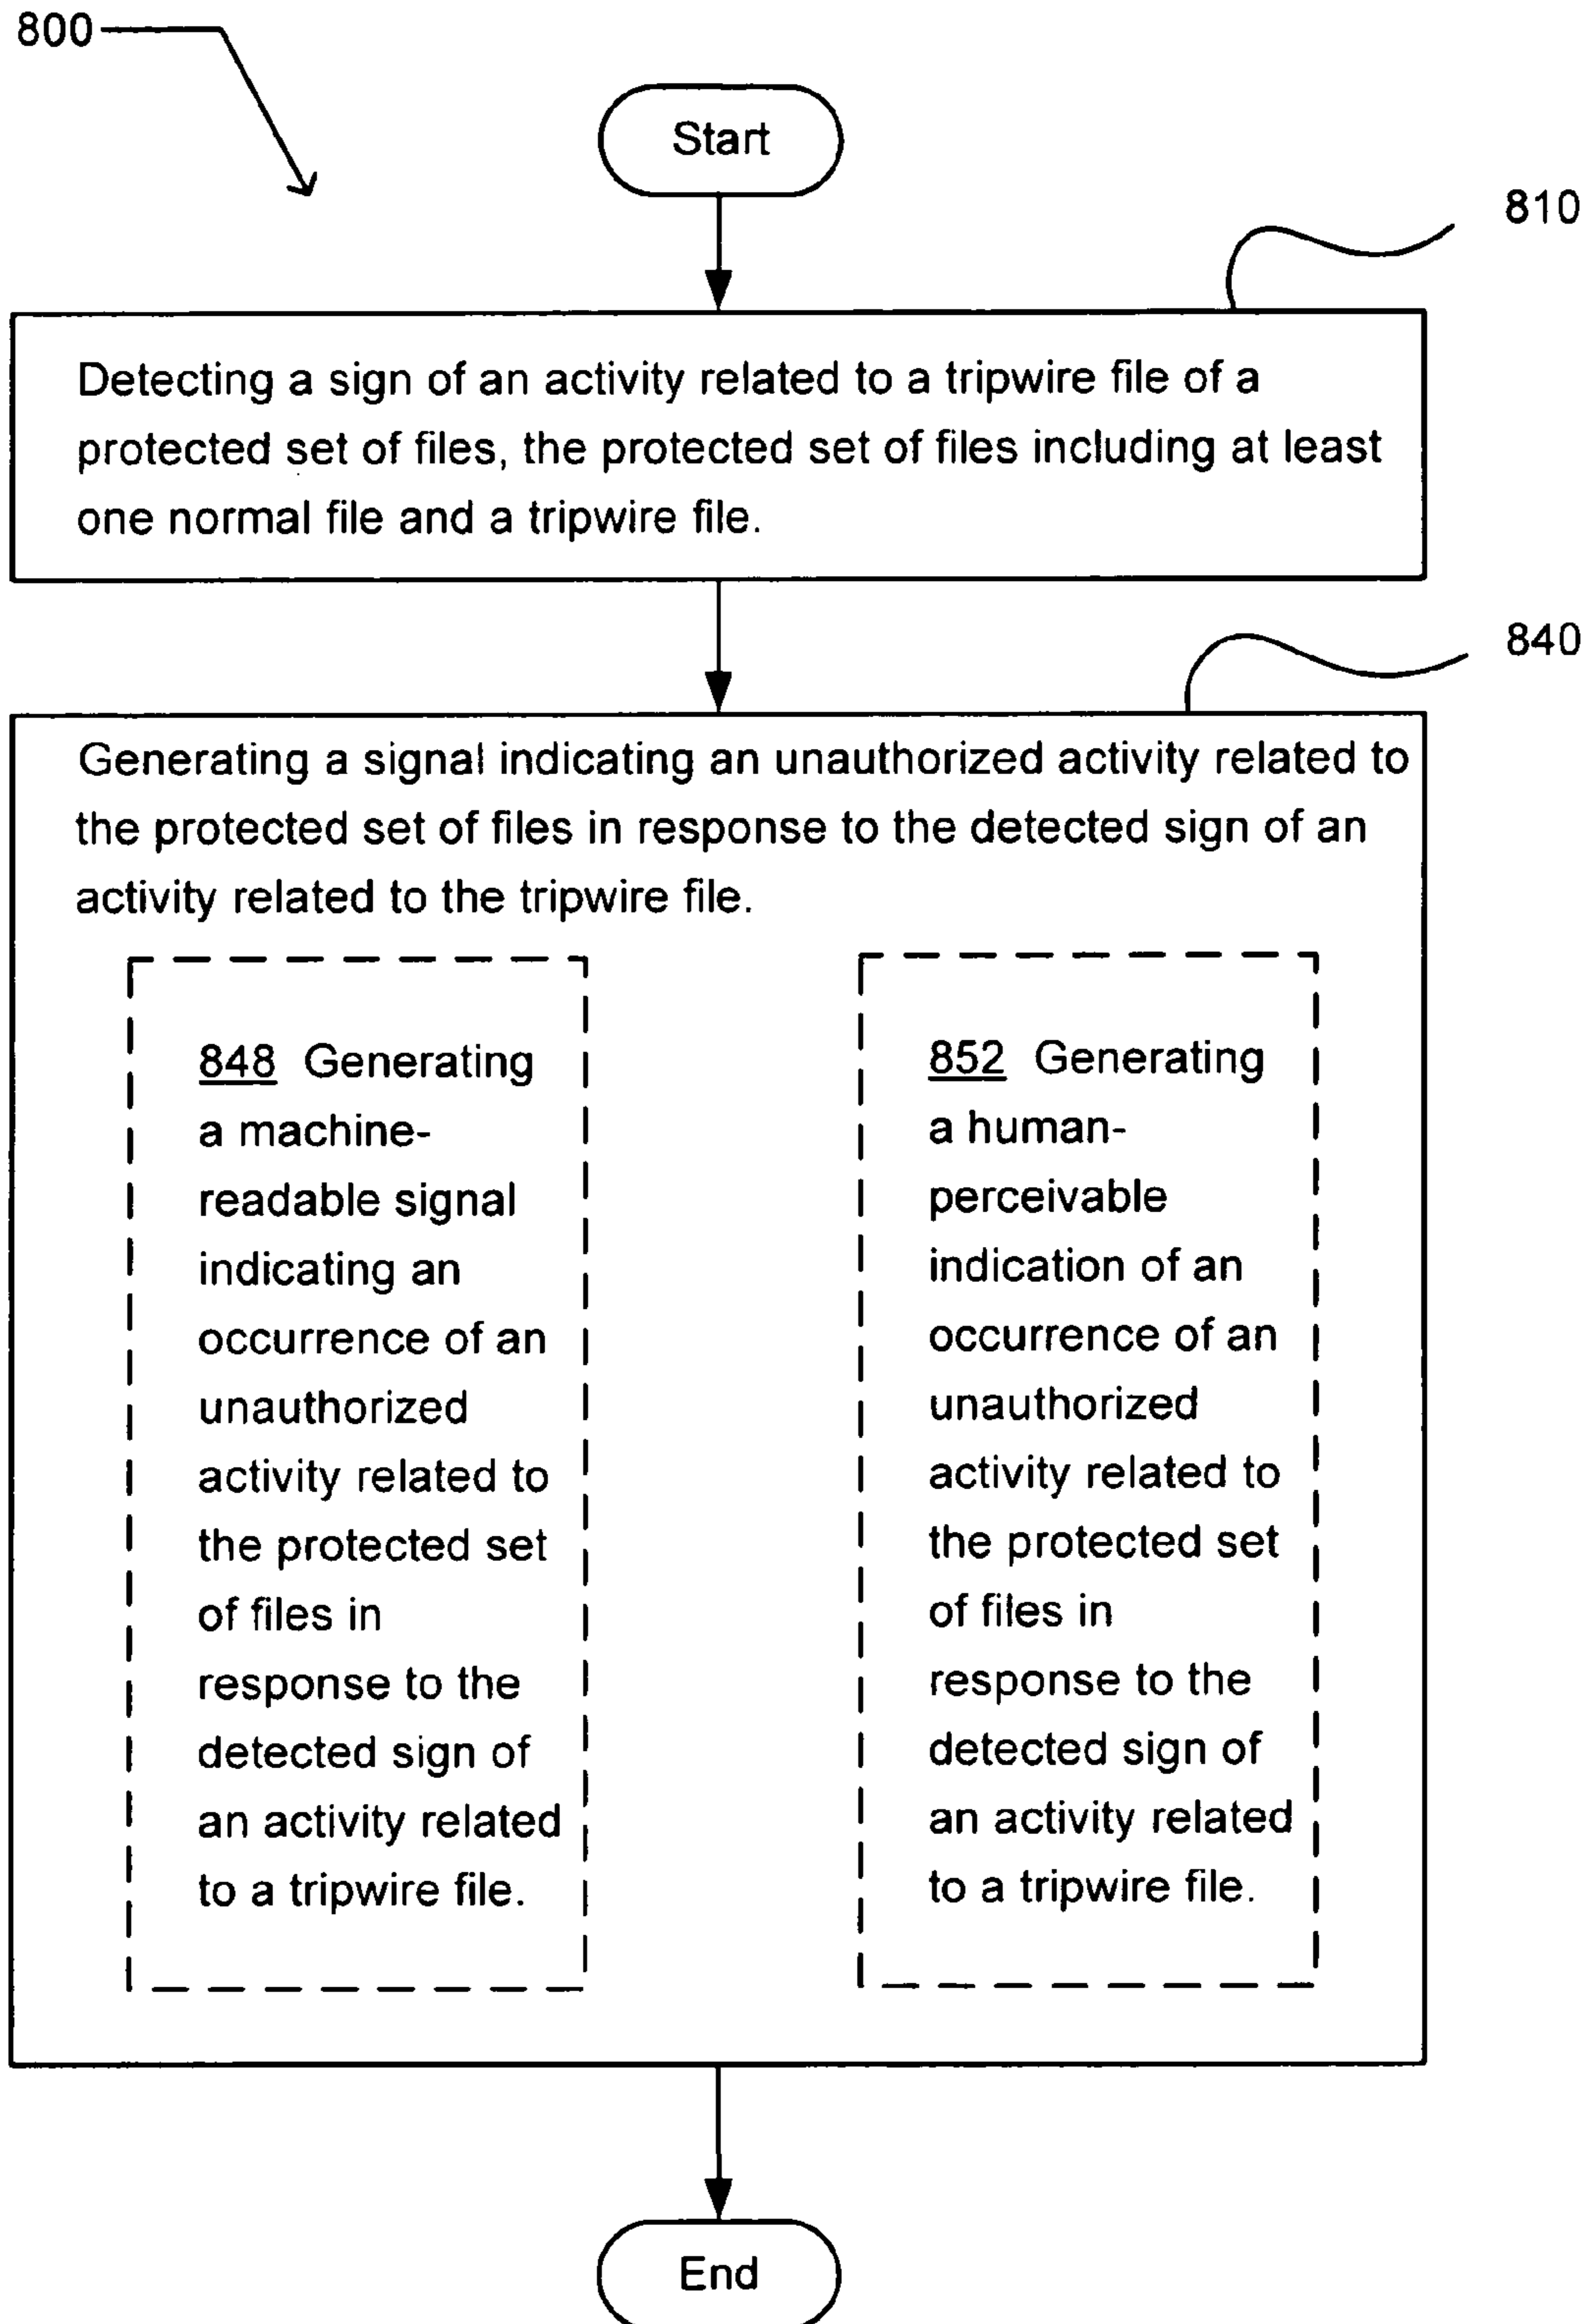 800
Start
810
Detecting a sign of an activity related to a tripwire file of a
protected set of files, the protected set of files including at least
one normal file and a tripwire file.
840
Generating a signal indicating an unauthorized activity related to
the protected set of files in response to the detected sign of an
activity related to the tripwire file.
848 Generating
a machine-
readable signal
indicating an
occurrence of an
unauthorized
activity related to
the protected set
of files in
response to the
detected sign of
an activity related
to a tripwire file.
852 Generating
a human-
perceivable
indication of an
occurrence of an
unauthorized
activity related to
the protected set
of files in
response to the
detected sign of
an activity related
to a tripwire file.
End